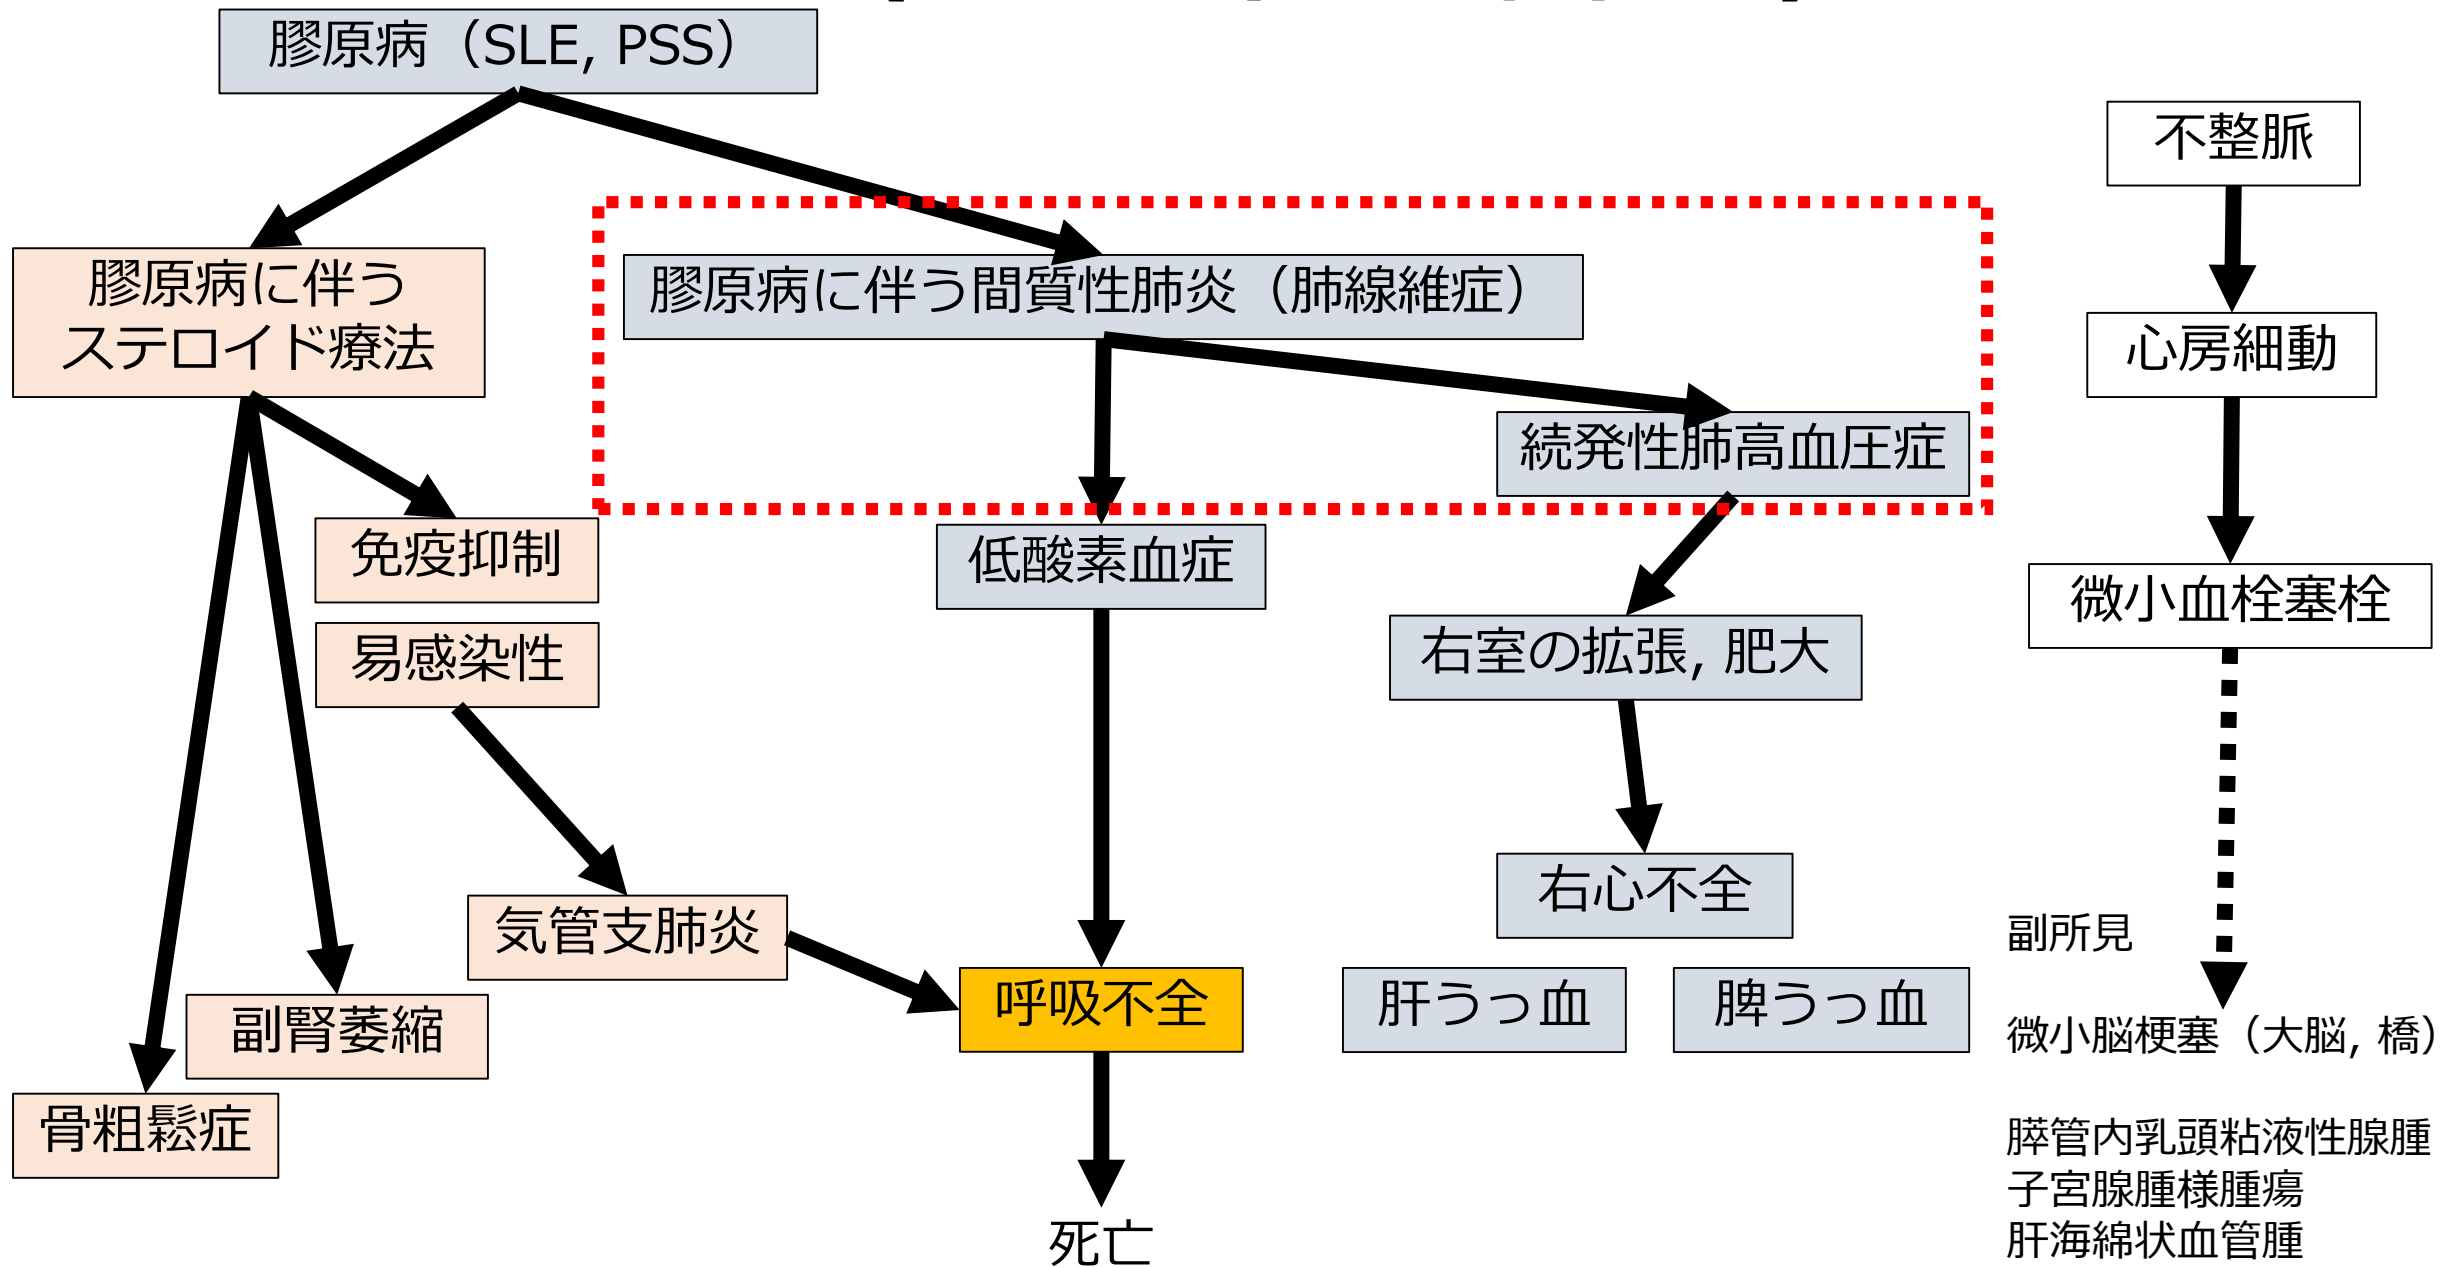 膠原病（SLE, PSS）
不整脈
膠原病に伴う
ステロイド療法
膠原病に伴う間質性肺炎（肺線維症）
心房細動
続発性肺高血圧症
免疫抑制
低酸素血症
微小血栓塞栓
易感染性
右室の拡張, 肥大
右心不全
気管支肺炎
副所見
呼吸不全
肝うっ血
脾うっ血
副腎萎縮
微小脳梗塞（大脳, 橋）
骨粗鬆症
膵管内乳頭粘液性腺腫
子宮腺腫様腫瘍
死亡
肝海綿状血管腫